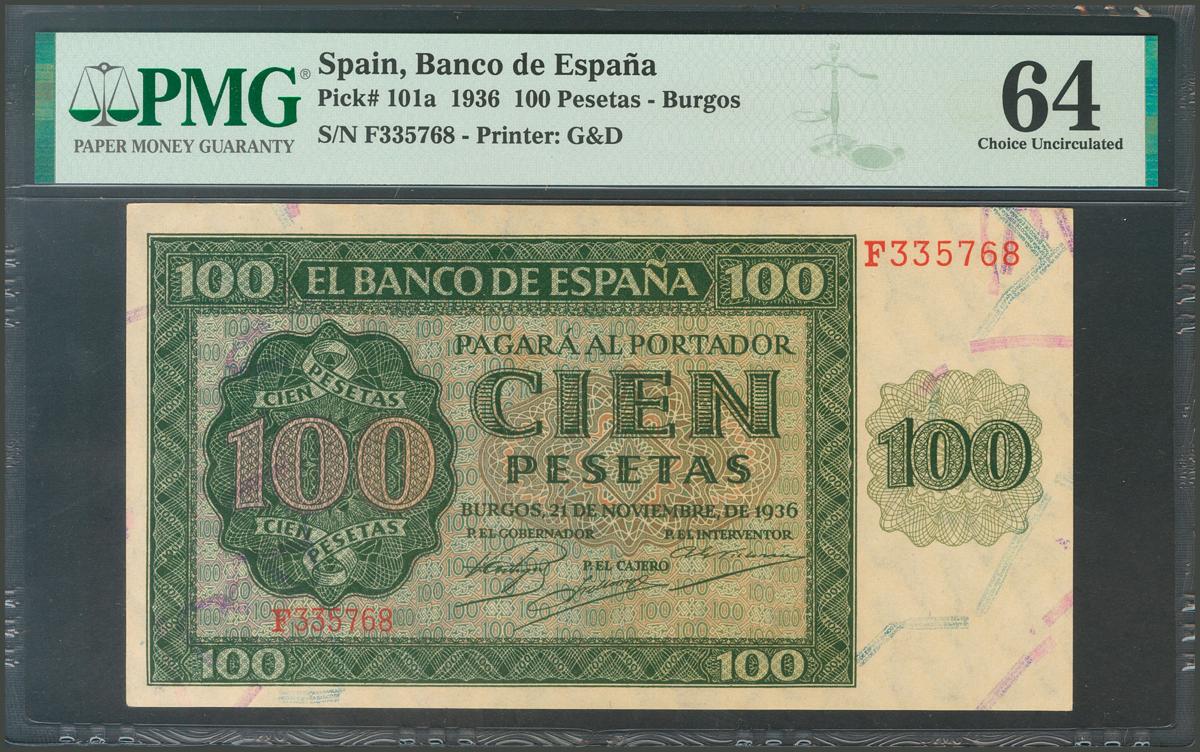 PMG®
PAPER MONEY GUARANTY
Spain, Banco de España
Pick# 101a 1936 100 Pesetas - Burgos
S/N F335768 - Printer: G&D
64
Choice Uncirculated
F335768
100 EL BANCO DE ESPAÑA 100
PAGARÁ AL PORTADOR
CIEN
PESETAS
CIEN PESETAS
100
CIEN PESETAS
100
BURGOS, 21 DE NOVIEMBRE, DE 1936
P. EL GOBERNADOR P. EL INTERVENTOR
P. EL CAJERO
F335768
100 100